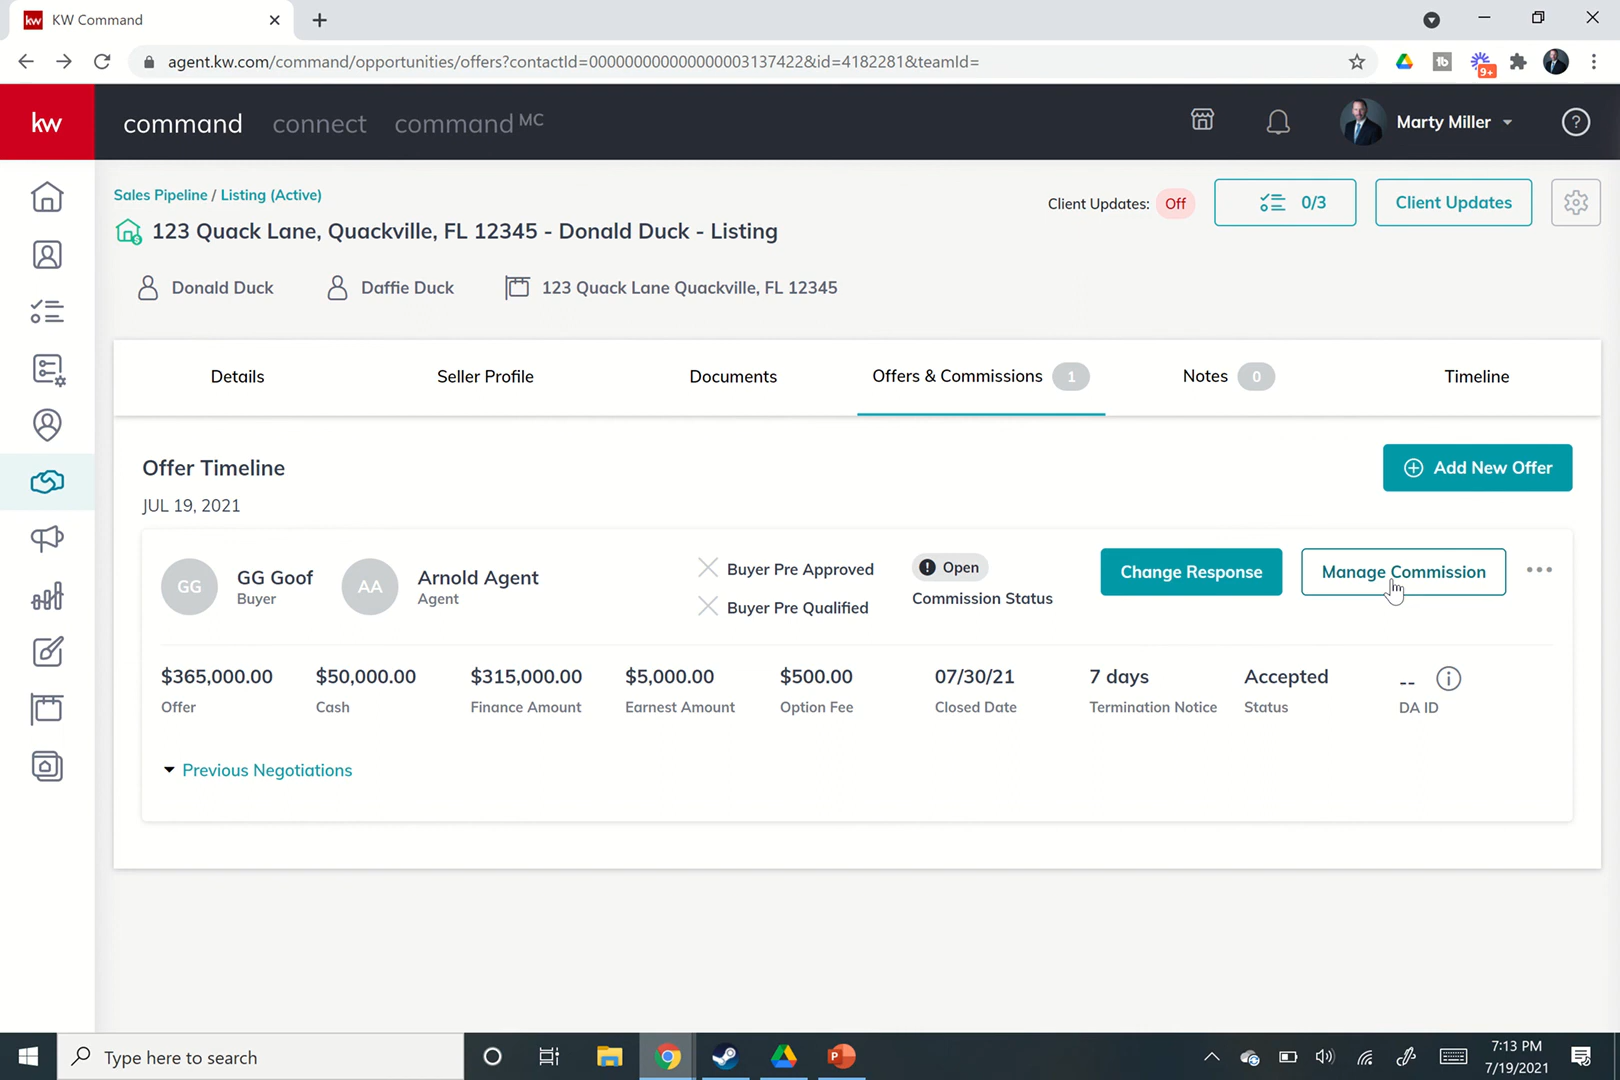 kw KW Command
agent.kw.com/command/opportunities/offers?contactId=00000000000000003137422&id=4182281&teamId=
tb
9+
kw command connect command MC
Marty Miller
?
Sales Pipeline / Listing (Active)
123 Quack Lane, Quackville, FL 12345 - Donald Duck - Listing
Client Updates: Off
0/3
Client Updates
Donald Duck
Daffie Duck
123 Quack Lane Quackville, FL 12345
Details
Seller Profile
Documents
Offers & Commissions 1
Notes 0
Timeline
Offer Timeline
Add New Offer
JUL 19, 2021
GG
GG Goof
Buyer
AA
Arnold Agent
Agent
Buyer Pre Approved
Buyer Pre Qualified
Open
Commission Status
Change Response
Manage Commission
$365,000.00
Offer
$50,000.00
Cash
$315,000.00
Finance Amount
$5,000.00
Earnest Amount
$500.00
Option Fee
07/30/21
Closed Date
7 days
Termination Notice
Accepted
Status
--
DA ID
Previous Negotiations
Type here to search
P
7:13 PM
7/19/2021